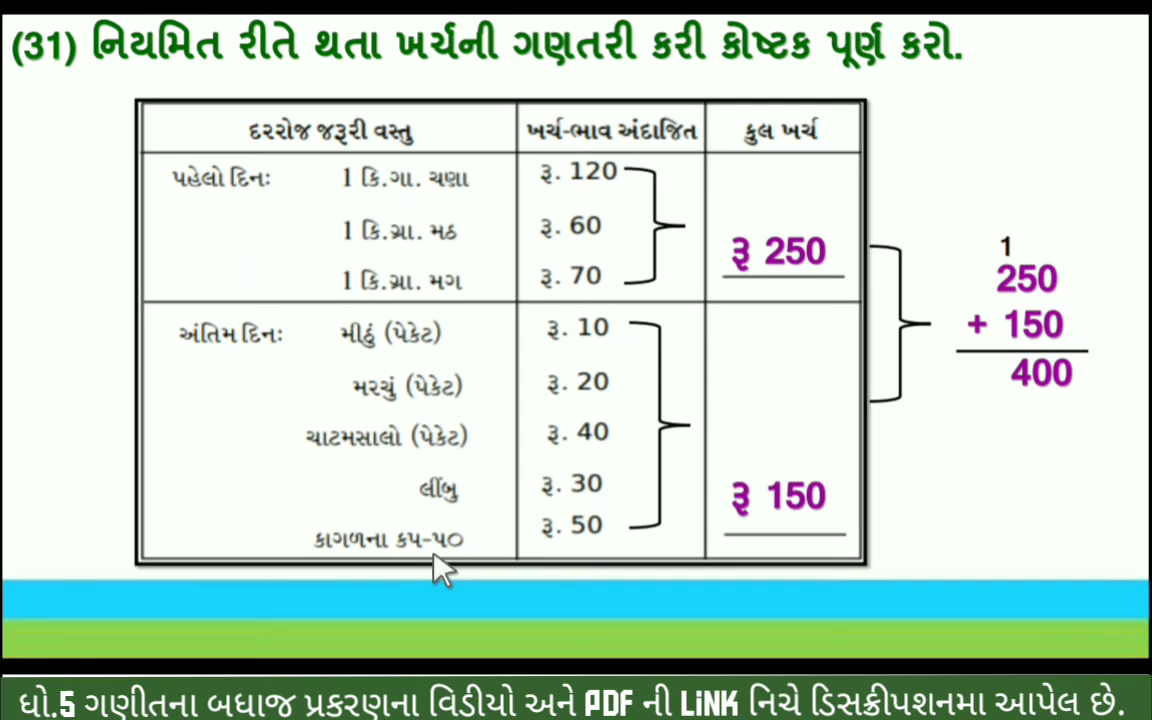 (31) નિયમિત રીતે થતા ખર્ચની ગણતરી કરી કોષ્ટક પૂર્ણ કરો.
દરરોજ જરૂરી વસ્તુ ખર્ચ-ભાવ અંદાજિત કુલ ખર્ચ
પહેલો દિનઃ 1 કિ.ગા. ચણા રૂ. 120
1 કિ.ગ્રા. મઠ રૂ. 60
રૂ 250
1 કિ.ગ્રા. મગ રૂ. 70
અંતિમ દિનઃ મીઠું (પેકેટ) રૂ. 10
મરચું (પેકેટ) રૂ. 20
ચાટમસાલો (પેકેટ) રૂ. 40
લીંબુ રૂ. 30
રૂ 150
કાગળના કપ-૫૦ રૂ. 50
1
250
+ 150
400
ધો.5 ગણીતના બધાજ પ્રકરણના વિડીયો અને PDF ની LiNK નિચે ડિસક્રીપશનમા આપેલ છે.